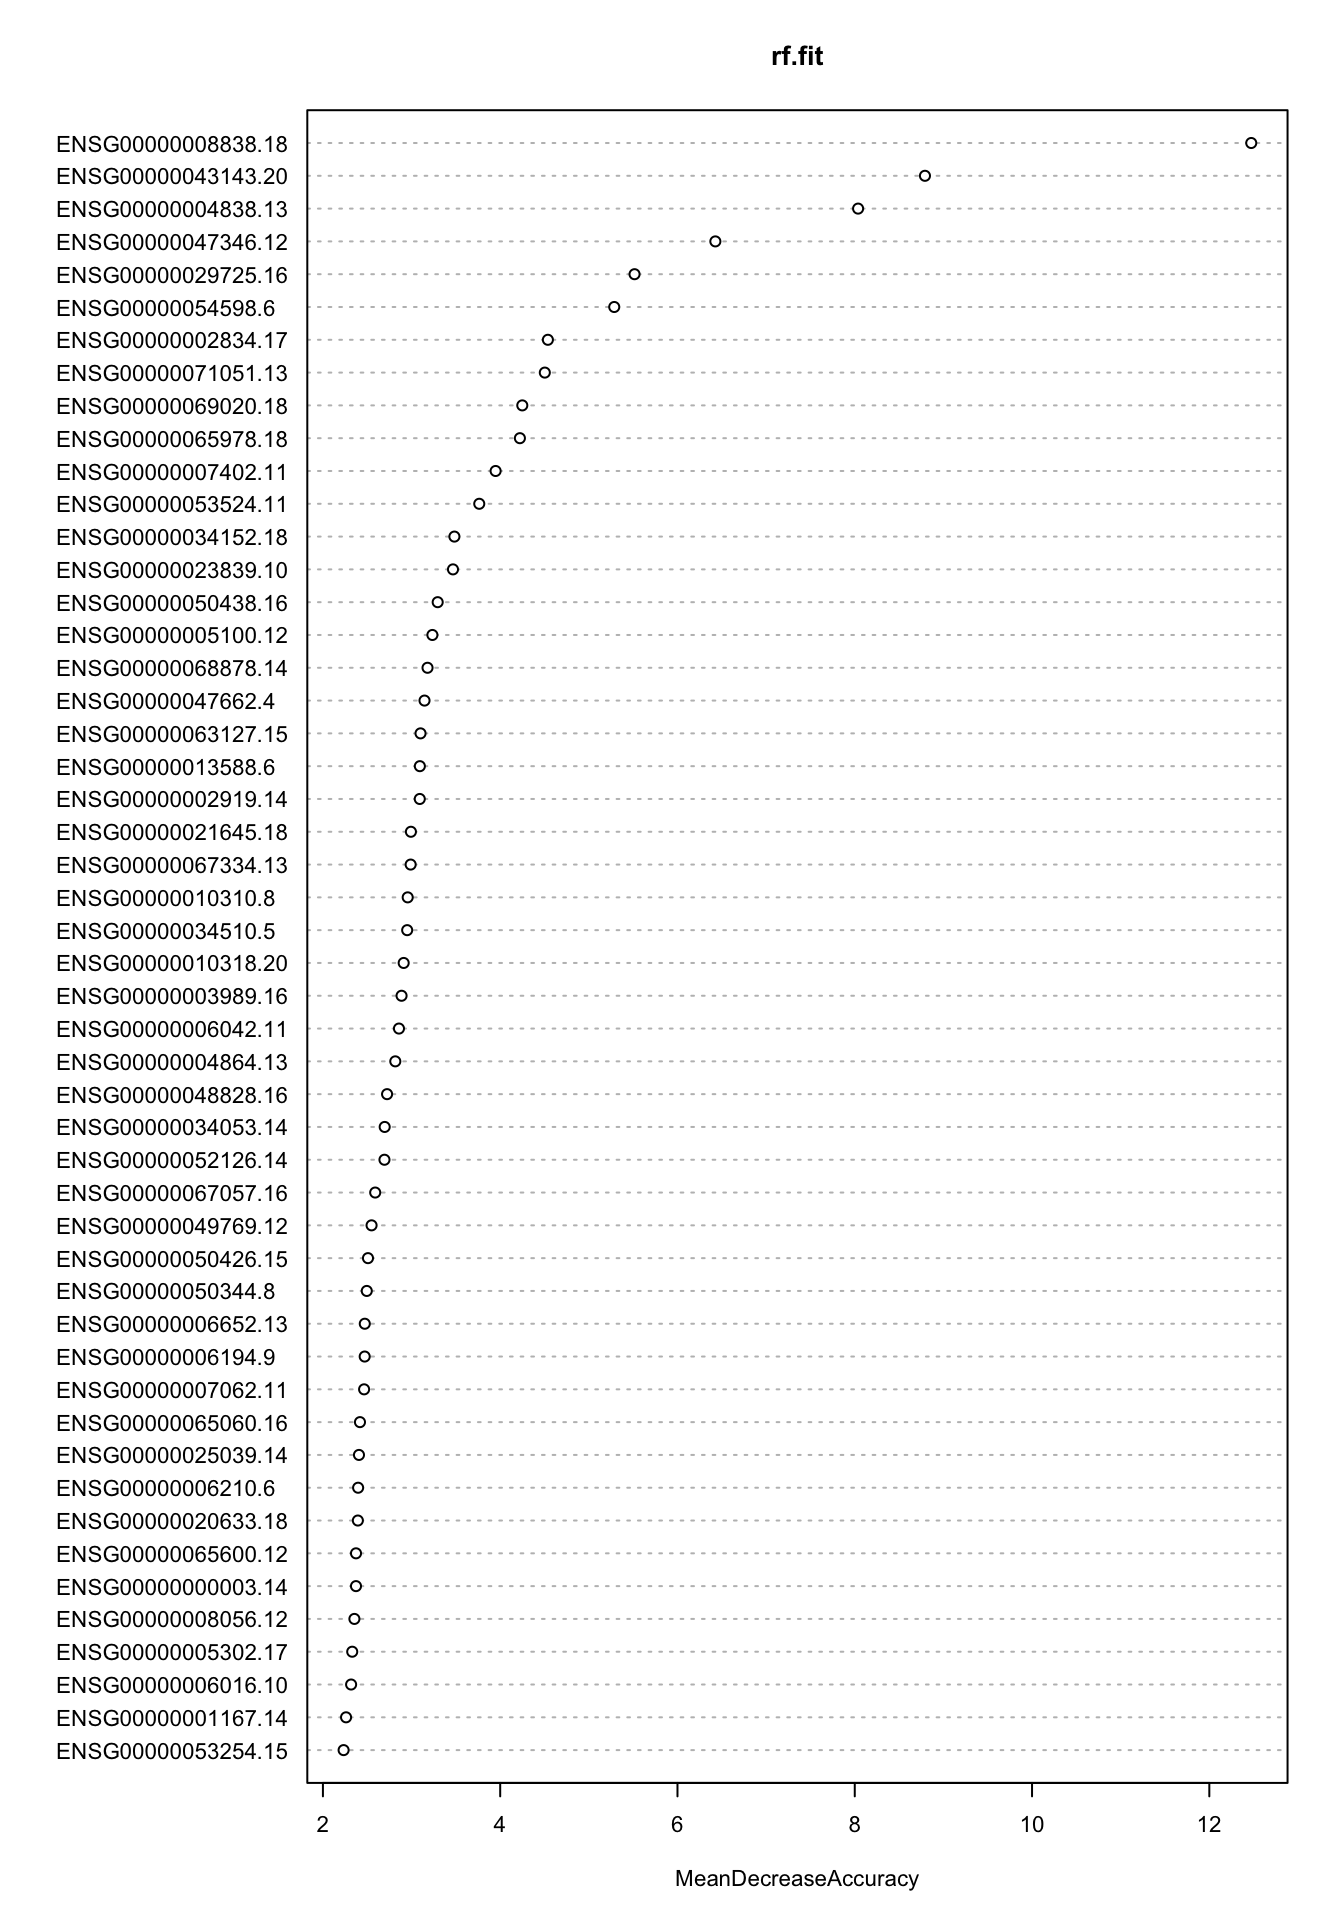 rf.fit
ENSG00000008838.18
ENSG00000043143.20
ENSG00000004838.13
ENSG00000047346.12
ENSG00000029725.16
ENSG00000054598.6
ENSG00000002834.17
ENSG00000071051.13
ENSG00000069020.18
ENSG00000065978.18
ENSG00000007402.11
ENSG00000053524.11
ENSG00000034152.18
ENSG00000023839.10
ENSG00000050438.16
ENSG00000005100.12
ENSG00000068878.14
ENSG00000047662.4
ENSG00000063127.15
ENSG00000013588.6
ENSG00000002919.14
ENSG00000021645.18
ENSG00000067334.13
ENSG00000010310.8
ENSG00000034510.5
ENSG00000010318.20
ENSG00000003989.16
ENSG00000006042.11
ENSG00000004864.13
ENSG00000048828.16
ENSG00000034053.14
ENSG00000052126.14
ENSG00000067057.16
ENSG00000049769.12
ENSG00000050426.15
ENSG00000050344.8
ENSG00000006652.13
ENSG00000006194.9
ENSG00000007062.11
ENSG00000065060.16
ENSG00000025039.14
ENSG00000006210.6
ENSG00000020633.18
ENSG00000065600.12
ENSG00000000003.14
ENSG00000008056.12
ENSG00000005302.17
ENSG00000006016.10
ENSG00000001167.14
ENSG00000053254.15
2 4 6 8 10 12
MeanDecreaseAccuracy